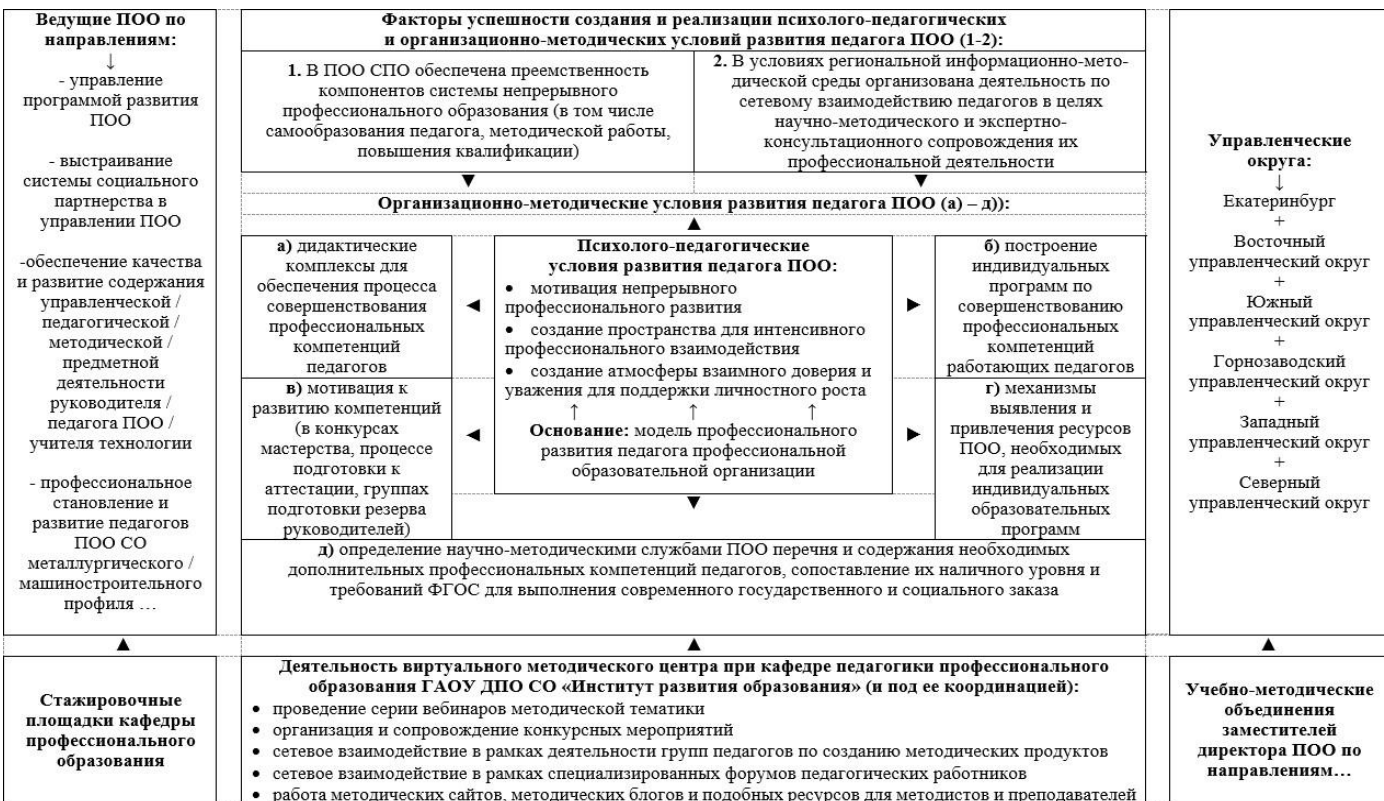 Ведущие ПОО по
направлениям:
↓
- управление
программой развития
ПОО
- выстраивание
системы социального
партнерства в
управлении ПОО
-обеспечение качества
и развитие содержания
управленческой /
педагогической /
методической /
предметной
деятельности
руководителя /
педагога ПОО /
учителя технологии
- профессиональное
становление и
развитие педагогов
ПОО СО
металлургического /
машиностроительного
профиля …
Факторы успешности создания и реализации психолого-педагогических
и организационно-методических условий развития педагога ПОО (1-2):
1. В ПОО СПО обеспечена преемственность
компонентов системы непрерывного
профессионального образования (в том числе
самообразования педагога, методической работы,
повышения квалификации)
2. В условиях региональной информационно-мето-
дической среды организована деятельность по
сетевому взаимодействию педагогов в целях
научно-методического и экспертно-
консультационного сопровождения их
профессиональной деятельности
▼ ▼
Организационно-методические условия развития педагога ПОО (а) – д)):
▲
а) дидактические
комплексы для
обеспечения процесса
совершенствования
профессиональных
компетенций
педагогов
◄
Психолого-педагогические
условия развития педагога ПОО:
• мотивация непрерывного
профессионального развития
• создание пространства для интенсивного
профессионального взаимодействия
• создание атмосферы взаимного доверия и
уважения для поддержки личностного роста
↑ ↑ ↑
Основание: модель профессионального
развития педагога профессиональной
образовательной организации
►
б) построение
индивидуальных
программ по
совершенствованию
профессиональных
компетенций
работающих педагогов
в) мотивация к
развитию компетенций
(в конкурсах
мастерства, процессе
подготовки к
аттестации, группах
подготовки резерва
руководителей)
◄
►
г) механизмы
выявления и
привлечения ресурсов
ПОО, необходимых
для реализации
индивидуальных
образовательных
программ
▼
д) определение научно-методическими службами ПОО перечня и содержания необходимых
дополнительных профессиональных компетенций педагогов, сопоставление их наличного уровня и
требований ФГОС для выполнения современного государственного и социального заказа
Управленческие
округа:
↓
Екатеринбург
+
Восточный
управленческий округ
+
Южный
управленческий округ
+
Горнозаводский
управленческий округ
+
Западный
управленческий округ
+
Северный
управленческий округ
▲ ▲ ▲
Стажировочные
площадки кафедры
профессионального
образования
Деятельность виртуального методического центра при кафедре педагогики профессионального
образования ГАОУ ДПО СО «Институт развития образования» (и под ее координацией):
• проведение серии вебинаров методической тематики
• организация и сопровождение конкурсных мероприятий
• сетевое взаимодействие в рамках деятельности групп педагогов по созданию методических продуктов
• сетевое взаимодействие в рамках специализированных форумов педагогических работников
• работа методических сайтов, методических блогов и подобных ресурсов для методистов и преподавателей
Учебно-методические
объединения
заместителей
директора ПОО по
направлениям…